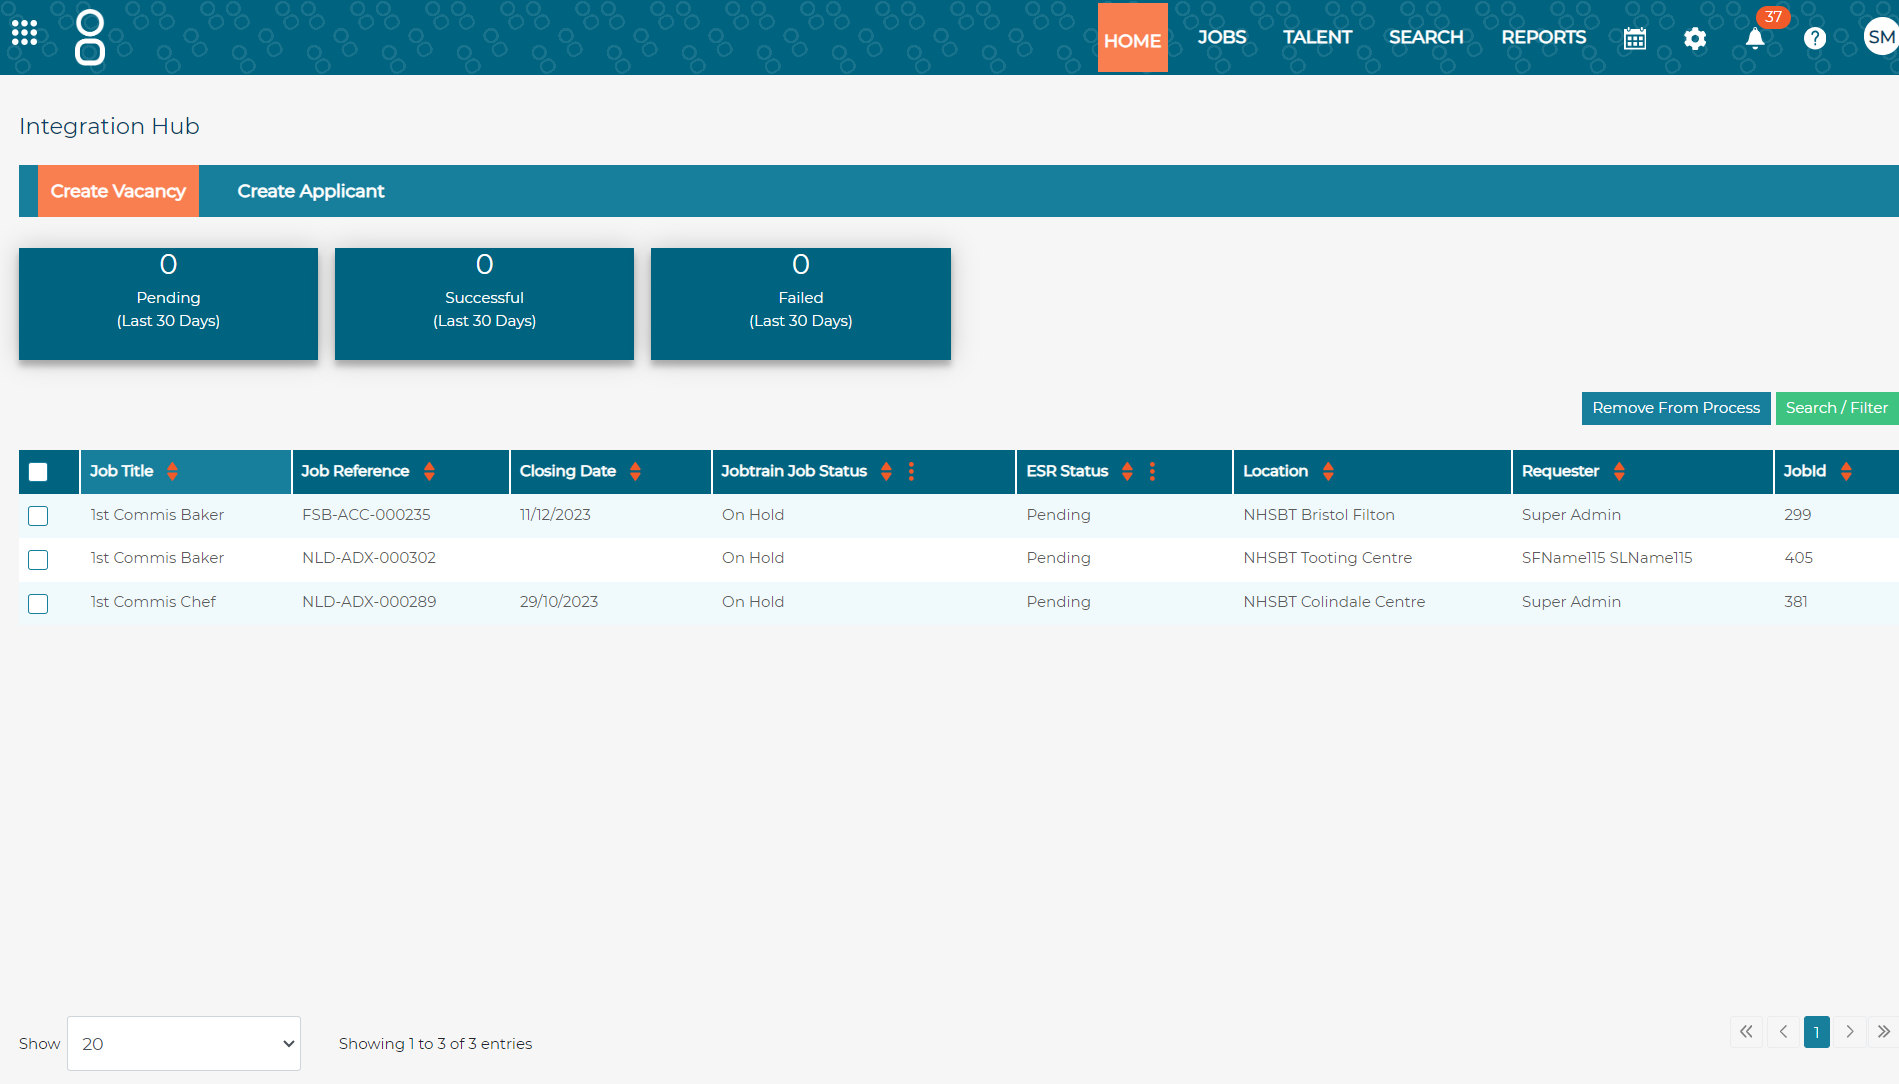 HOME JOBS TALENT SEARCH REPORTS 37 ? SM
Integration Hub
Create Vacancy Create Applicant
0 0 0
Pending Successful Failed
(Last 30 Days) (Last 30 Days) (Last 30 Days)
Remove From Process Search / Filter
Job Title Job Reference Closing Date Jobtrain Job Status ESR Status Location Requester JobId
1st Commis Baker FSB-ACC-000235 11/12/2023 On Hold Pending NHSBT Bristol Filton Super Admin 299
1st Commis Baker NLD-ADX-000302 On Hold Pending NHSBT Tooting Centre SFName115 SLName115 405
1st Commis Chef NLD-ADX-000289 29/10/2023 On Hold Pending NHSBT Colindale Centre Super Admin 381
Show 20 Showing 1 to 3 of 3 entries 1